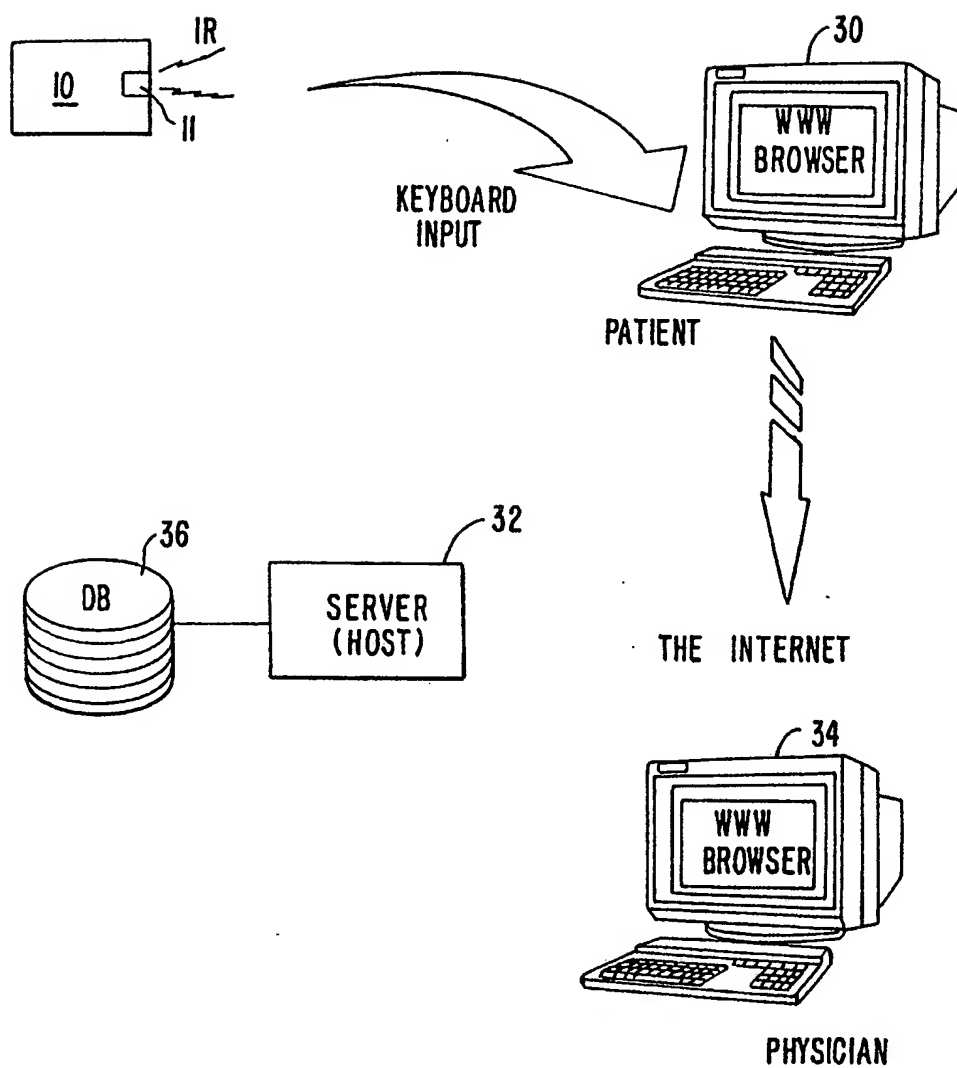 IR
10
11
KEYBOARD
INPUT
30
WWW
BROWSER
PATIENT
36
DB
32
SERVER
(HOST)
THE INTERNET
34
WWW
BROWSER
PHYSICIAN